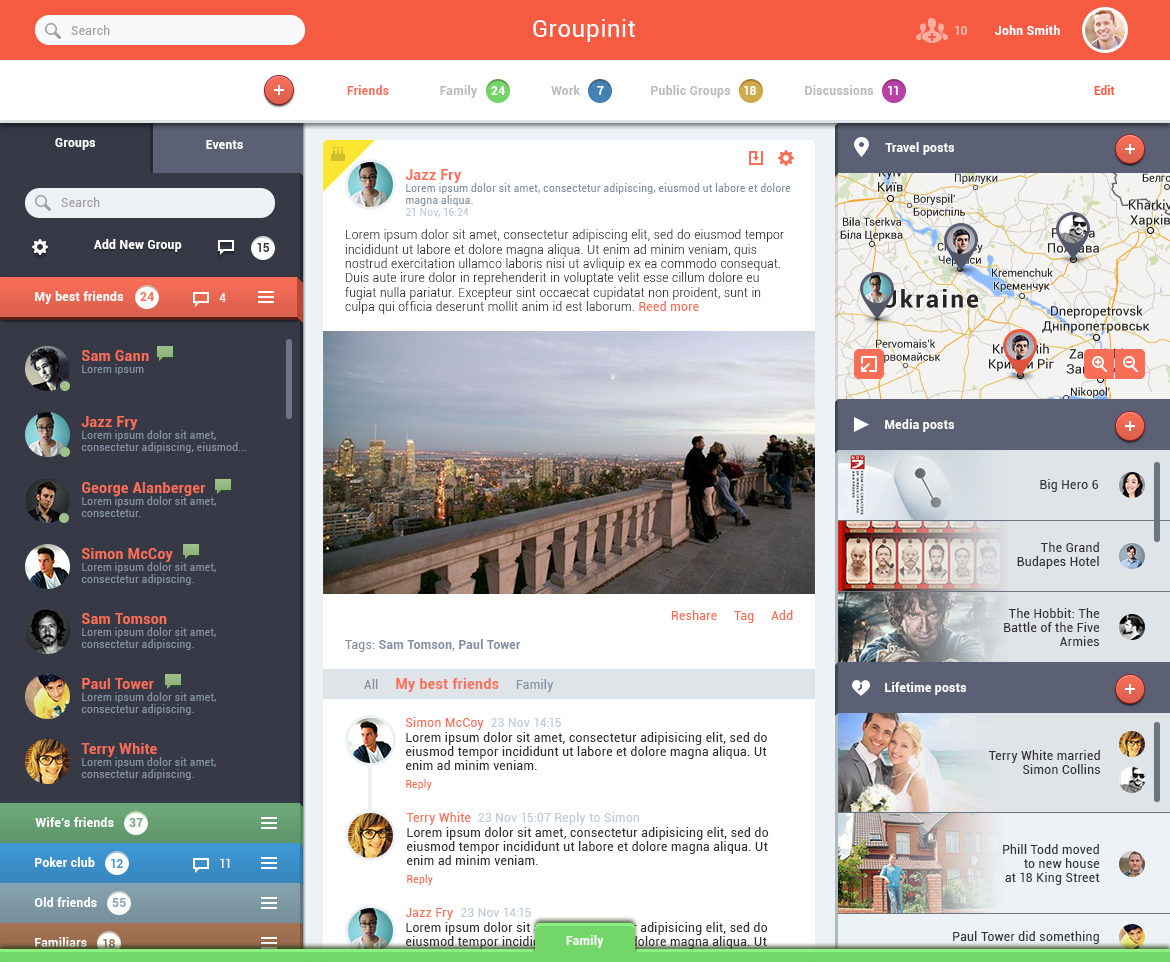 Search
Groupinit
10
John Smith
Friends
Family 24
Work 7
Public Groups 18
Discussions 11
Edit
Groups
Events
Search
Add New Group
15
My best friends 24
4
Sam Gann
Lorem ipsum
Jazz Fry
Lorem ipsum dolor sit amet,
consectetur adipiscing, eiusmod...
George Alanberger
Lorem ipsum dolor sit amet,
consectetur.
Simon McCoy
Lorem ipsum dolor sit amet,
consectetur adipiscing.
Sam Tomson
Lorem ipsum dolor sit amet,
consectetur adipiscing.
Paul Tower
Lorem ipsum dolor sit amet,
consectetur adipiscing.
Terry White
Lorem ipsum dolor sit amet,
consectetur adipiscing.
Wife's friends 37
Poker club 12
11
Old friends 55
Familiars 18
Jazz Fry
Lorem ipsum dolor sit amet, consectetur adipiscing, eiusmod ut labore et dolore
magna aliqua.
21 Nov, 16:24
Lorem ipsum dolor sit amet, consectetur adipiscing elit, sed do eiusmod tempor
incididunt ut labore et dolore magna aliqua. Ut enim ad minim veniam, quis
nostrud exercitation ullamco laboris nisi ut avliquip ex ea commodo consequat.
Duis aute irure dolor in reprehenderit in voluptate velit esse cillum dolore eu
fugiat nulla pariatur. Excepteur sint occaecat cupidatat non proident, sunt in
culpa qui officia deserunt mollit anim id est laborum. Reed more
Reshare
Tag
Add
Tags: Sam Tomson, Paul Tower
All
My best friends
Family
Simon McCoy 23 Nov 14:15
Lorem ipsum dolor sit amet, consectetur adipisicing elit, sed do
eiusmod tempor incididunt ut labore et dolore magna aliqua. Ut
enim ad minim veniam.
Reply
Terry White 23 Nov 15:07 Reply to Simon
Lorem ipsum dolor sit amet, consectetur adipisicing elit, sed do
eiusmod tempor incididunt ut labore et dolore magna aliqua. Ut
enim ad minim veniam.
Reply
Jazz Fry 23 Nov 14:15
Lorem ipsum dolor sit amet, consectetur adipisicing elit, sed do
eiusmod tempor incidi
dolore magna aliqua. Ut
Family
Travel posts
Київ
Прилуки
Boryspil'
Бориспіль
Bila Tserkva
Біла Церква
Kharkiv
Харків
Kremenchuk
Кременчук
Ukraine
Dnepropetrovsk
Дніпропетровськ
Pervomais'k
Nikopol'
Media posts
Big Hero 6
The Grand
Budapes Hotel
The Hobbit: The
Battle of the Five
Armies
Lifetime posts
Terry White married
Simon Collins
Phill Todd moved
to new house
at 18 King Street
Paul Tower did something